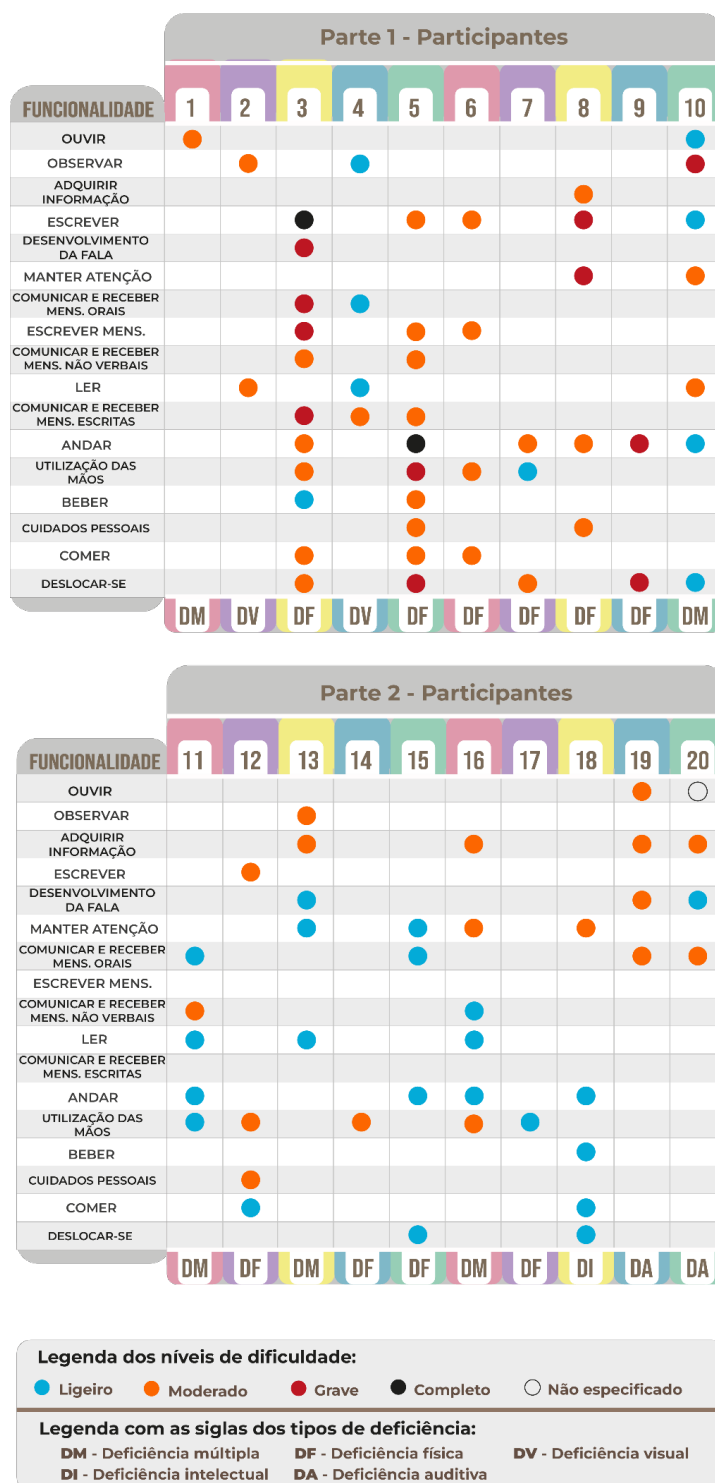 Parte 1 - Participantes
FUNCIONALIDADE 1 2 3 4 5 6 7 8 9 10
OUVIR
OBSERVAR
ADQUIRIR
INFORMAÇÃO
ESCREVER
DESENVOLVIMENTO
DA FALA
MANTER ATENÇÃO
COMUNICAR E RECEBER
MENS. ORAIS
ESCREVER MENS.
COMUNICAR E RECEBER
MENS. NÃO VERBAIS
LER
COMUNICAR E RECEBER
MENS. ESCRITAS
ANDAR
UTILIZAÇÃO DAS
MÃOS
BEBER
CUIDADOS PESSOAIS
COMER
DESLOCAR-SE
DM DV DF DV DF DF DF DF DF DM
Parte 2 - Participantes
FUNCIONALIDADE 11 12 13 14 15 16 17 18 19 20
OUVIR
OBSERVAR
ADQUIRIR
INFORMAÇÃO
ESCREVER
DESENVOLVIMENTO
DA FALA
MANTER ATENÇÃO
COMUNICAR E RECEBER
MENS. ORAIS
ESCREVER MENS.
COMUNICAR E RECEBER
MENS. NÃO VERBAIS
LER
COMUNICAR E RECEBER
MENS. ESCRITAS
ANDAR
UTILIZAÇÃO DAS
MÃOS
BEBER
CUIDADOS PESSOAIS
COMER
DESLOCAR-SE
DM DF DM DF DF DM DF DI DA DA
Legenda dos níveis de dificuldade:
Ligeiro Moderado Grave Completo Não especificado
Legenda com as siglas dos tipos de deficiência:
DM - Deficiência múltipla DF - Deficiência física DV - Deficiência visual
DI - Deficiência intelectual DA - Deficiência auditiva